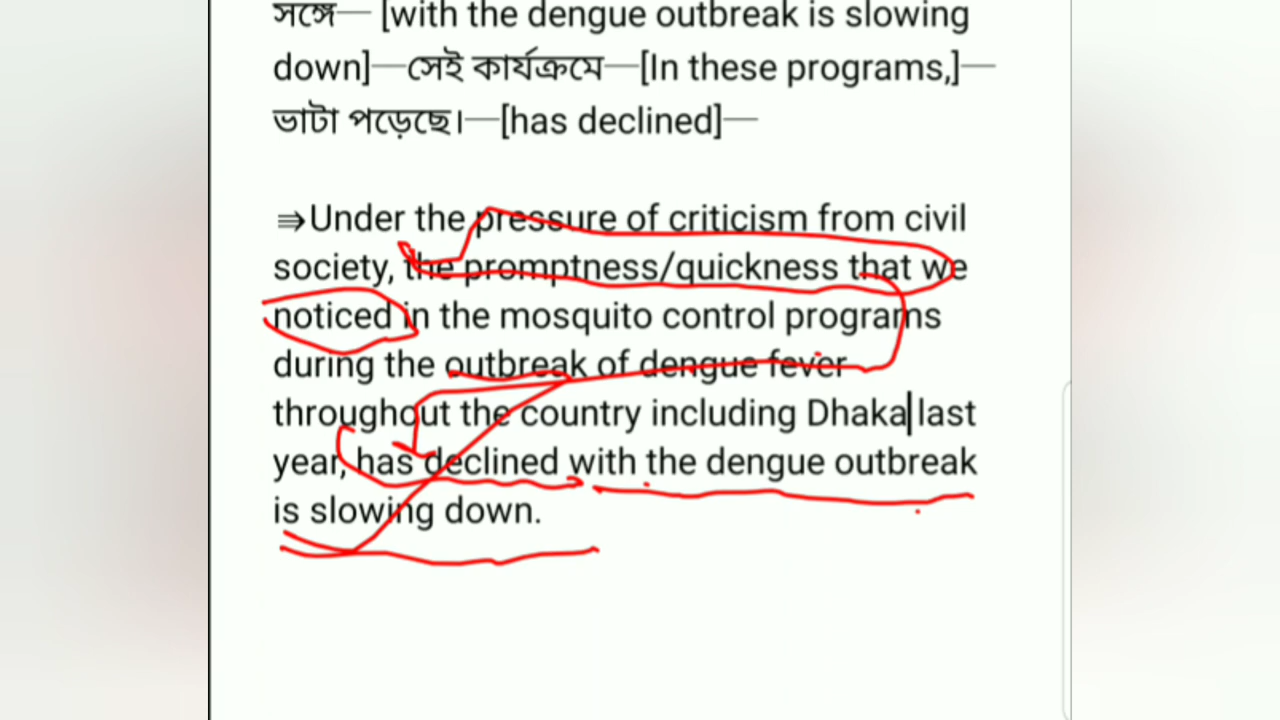 সঙ্গে— [with the dengue outbreak is slowing
down]—সেই কার্যক্রমে—[In these programs,]—
ভাটা পড়েছে।—[has declined]—
⇛Under the pressure of criticism from civil
society, the promptness/quickness that we
noticed in the mosquito control programs
during the outbreak of dengue fever
throughout the country including Dhaka last
year, has declined with the dengue outbreak
is slowing down.